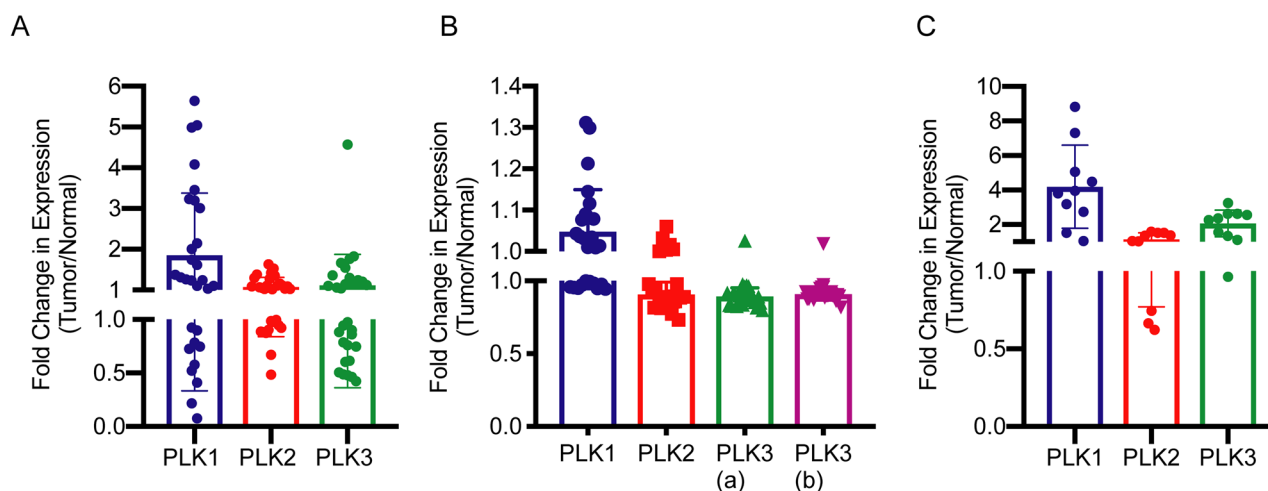 A
Fold Change in Expression
(Tumor/Normal)
6
5
4
3
2
1
1.0
0.5
0.0
PLK1 PLK2 PLK3
B
Fold Change in Expression
(Tumor/Normal)
1.4
1.3
1.2
1.1
1.0
1.0
0.5
0.0
PLK1 PLK2 PLK3 PLK3
(a) (b)
C
Fold Change in Expression
(Tumor/Normal)
10
8
6
4
2
1.0
0.5
0.0
PLK1 PLK2 PLK3